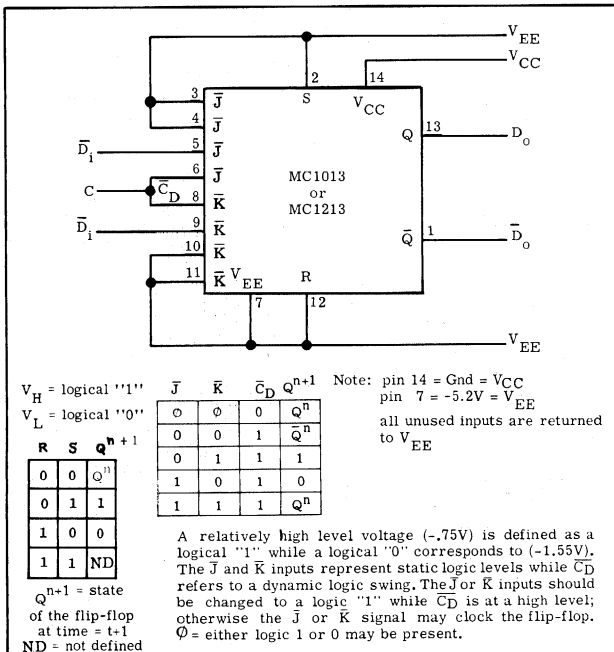 V_EE
V_CC
2 14
S V_CC
3 J̅
4 J̅
D̅_i 5 J̅
6 J̅
C C̅_D 8 K̅
D̅_i 9 K̅
10 K̅
11 K̅
MC1013
or
MC1213
Q 13 D_o
Q̅ 1 D̅_o
V_EE R
7 12
V_EE
V_H = logical "1"
V_L = logical "0"
R S Q^n+1
0 0 Q^n
0 1 1
1 0 0
1 1 ND
Q^n+1 = state
of the flip-flop
at time = t+1
ND = not defined
J̅ K̅ C̅_D Q^n+1
∅ ∅ 0 Q^n
0 0 1 Q̅^n
0 1 1 1
1 0 1 0
1 1 1 Q^n
Note: pin 14 = Gnd = V_CC
pin 7 = -5.2V = V_EE
all unused inputs are returned
to V_EE
A relatively high level voltage (-.75V) is defined as a
logical "1" while a logical "0" corresponds to (-1.55V).
The J̅ and K̅ inputs represent static logic levels while C̅D̅
refers to a dynamic logic swing. The J̅ or K̅ inputs should
be changed to a logic "1" while C̅D̅ is at a high level;
otherwise the J̅ or K̅ signal may clock the flip-flop.
∅ = either logic 1 or 0 may be present.